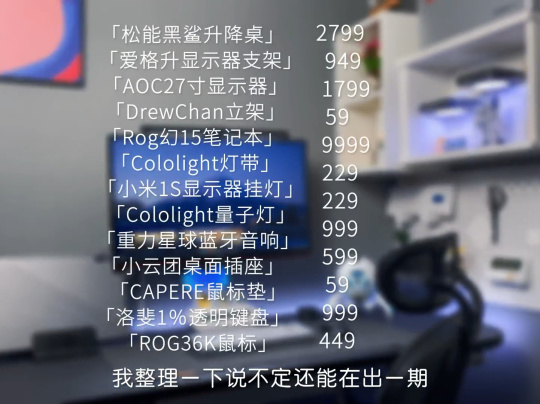 「松能黑鲨升降桌」 2799
「爱格升显示器支架」 949
「AOC27寸显示器」 1799
「DrewChan立架」 59
「Rog幻15笔记本」 9999
「Cololight灯带」 229
「小米1S显示器挂灯」 229
「Cololight量子灯」 999
「重力星球蓝牙音响」 599
「小云团桌面插座」 59
「CAPERE鼠标垫」 999
「洛斐1%透明键盘」 449
「ROG36K鼠标」
我整理一下说不定还能在出一期